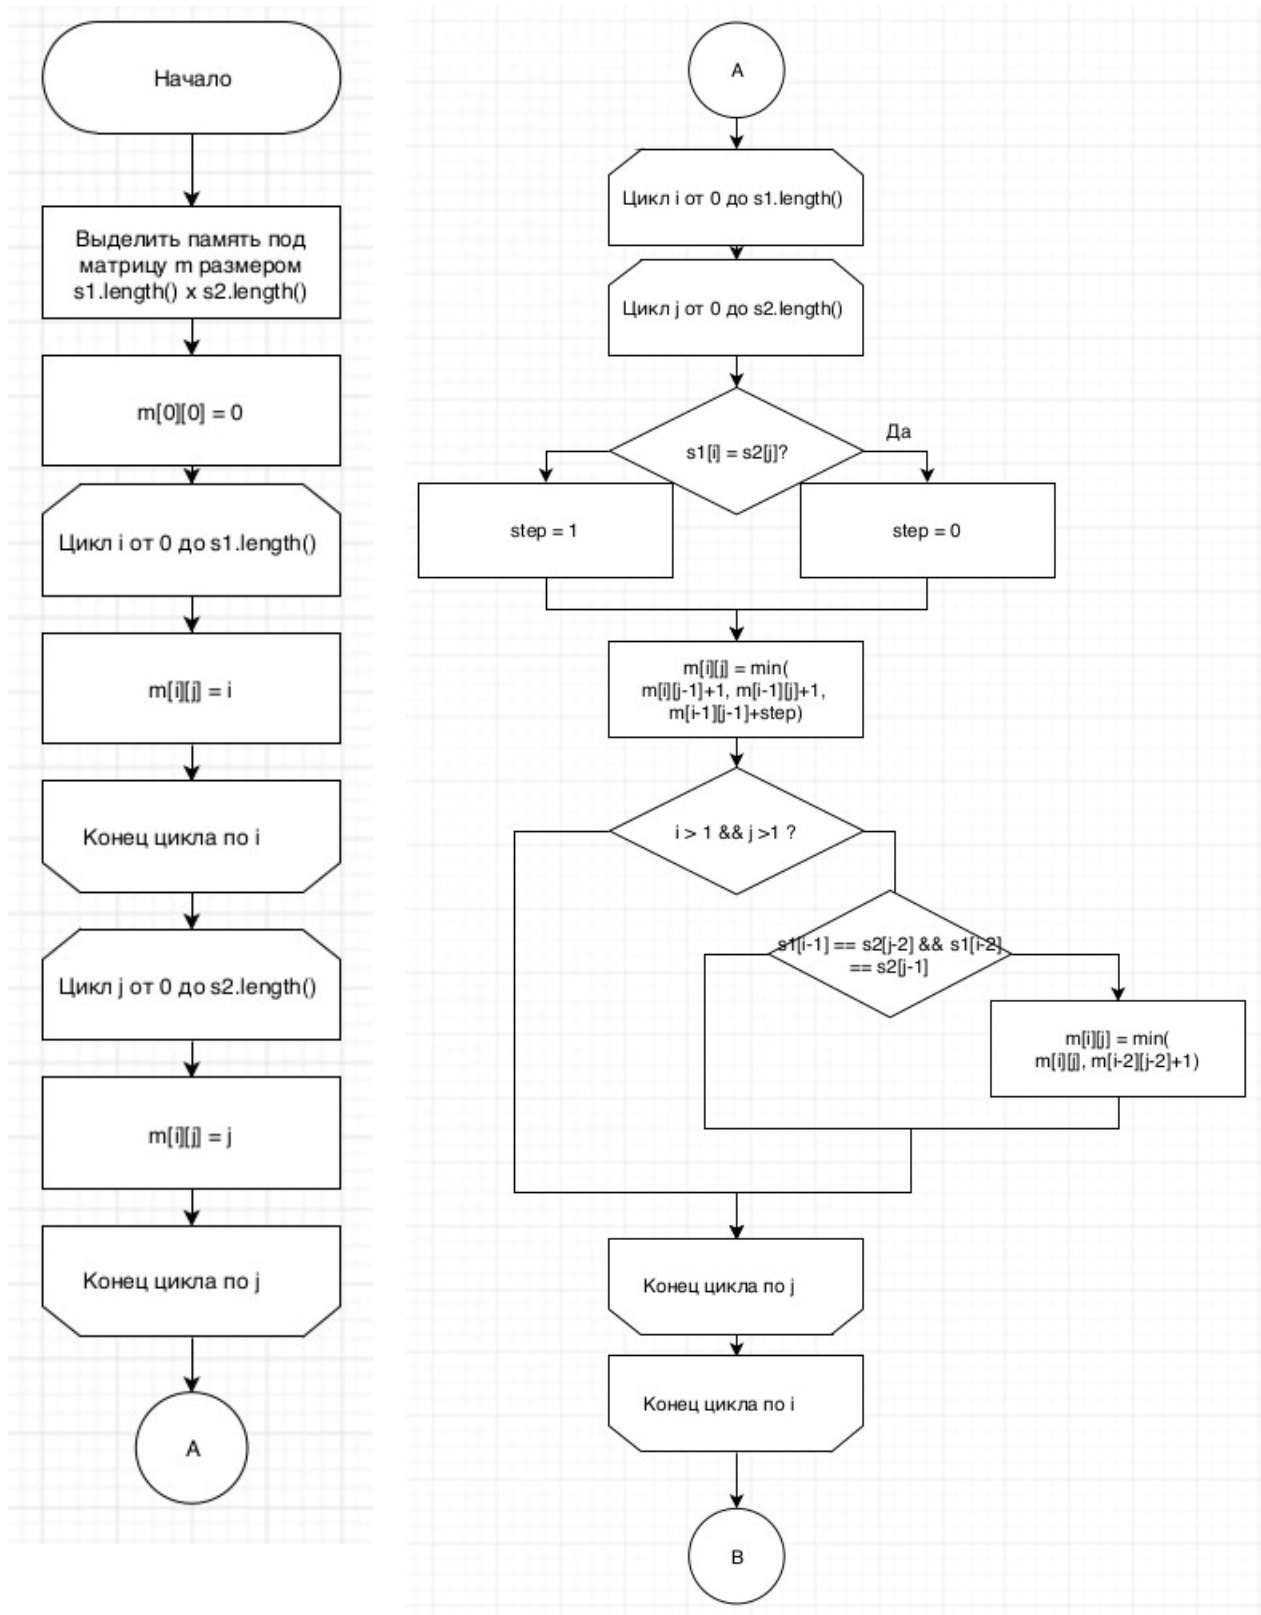 Начало
Выделить память под
матрицу m размером
s1.length() x s2.length()
m[0][0] = 0
Цикл i от 0 до s1.length()
m[i][j] = i
Конец цикла по i
Цикл j от 0 до s2.length()
m[i][j] = j
Конец цикла по j
A
A
Цикл i от 0 до s1.length()
Цикл j от 0 до s2.length()
s1[i] = s2[j]?
Да
step = 1
step = 0
m[i][j] = min(
m[i][j-1]+1, m[i-1][j]+1,
m[i-1][j-1]+step)
i > 1 && j >1 ?
s1[i-1] == s2[j-2] && s1[i-2]
== s2[j-1]
m[i][j] = min(
m[i][j], m[i-2][j-2]+1)
Конец цикла по j
Конец цикла по i
B